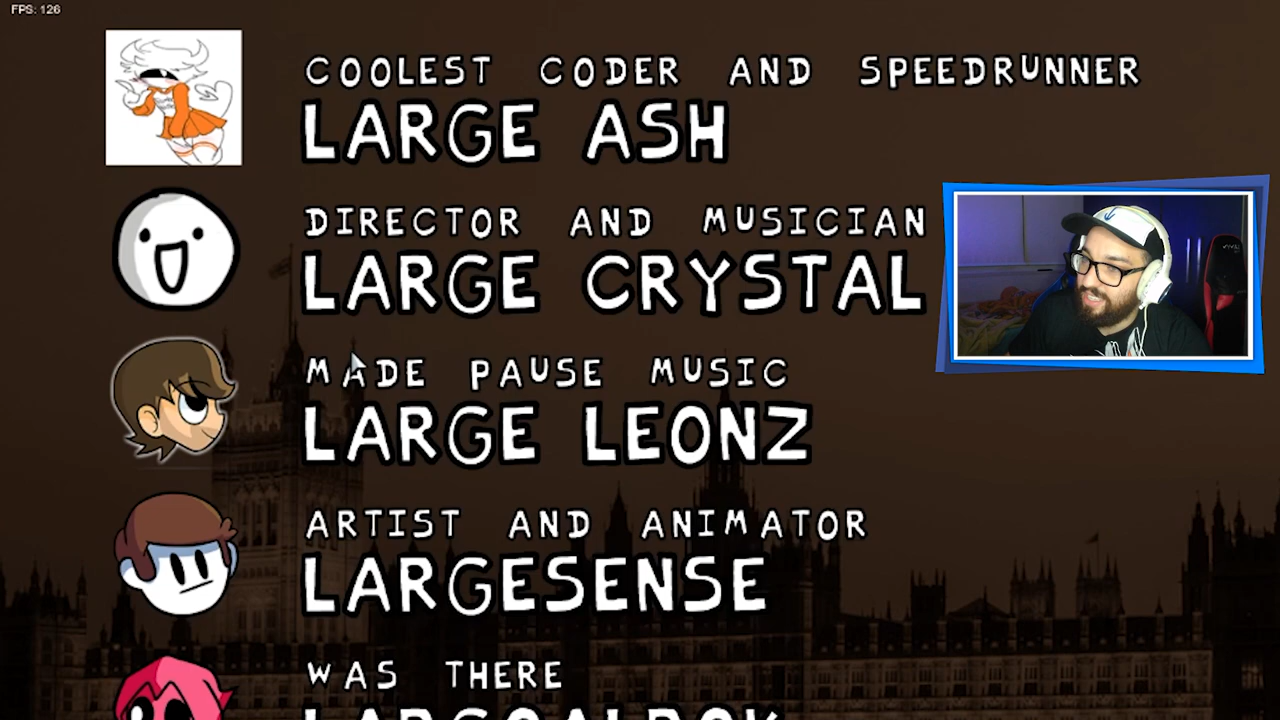 FPS: 126
COOLEST CODER AND SPEEDRUNNER
LARGE ASH
DIRECTOR AND MUSICIAN
LARGE CRYSTAL
MADE PAUSE MUSIC
LARGE LEONZ
ARTIST AND ANIMATOR
LARGESENSE
WAS THERE